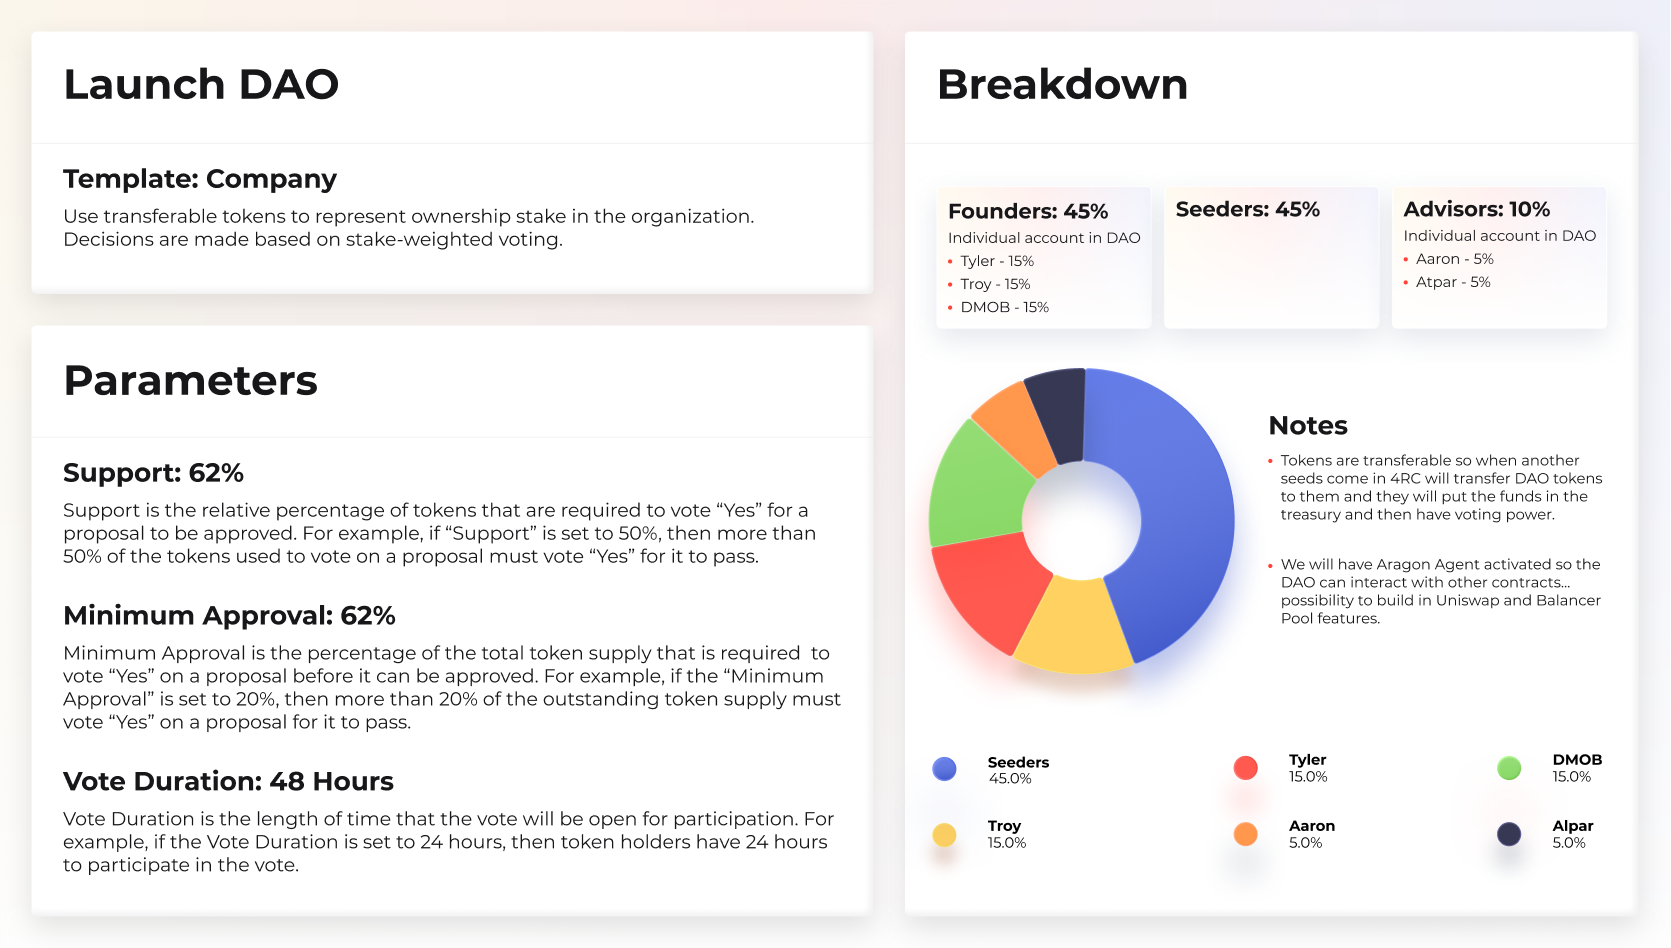 Launch DAO
Template: Company
Use transferable tokens to represent ownership stake in the organization.
Decisions are made based on stake-weighted voting.
Parameters
Support: 62%
Support is the relative percentage of tokens that are required to vote “Yes” for a
proposal to be approved. For example, if “Support” is set to 50%, then more than
50% of the tokens used to vote on a proposal must vote “Yes” for it to pass.
Minimum Approval: 62%
Minimum Approval is the percentage of the total token supply that is required  to
vote “Yes” on a proposal before it can be approved. For example, if the “Minimum
Approval” is set to 20%, then more than 20% of the outstanding token supply must
vote “Yes” on a proposal for it to pass.
Vote Duration: 48 Hours
Vote Duration is the length of time that the vote will be open for participation. For
example, if the Vote Duration is set to 24 hours, then token holders have 24 hours
to participate in the vote.
Breakdown
Founders: 45%
Individual account in DAO
• Tyler - 15%
• Troy - 15%
• DMOB - 15%
Seeders: 45%
Advisors: 10%
Individual account in DAO
• Aaron - 5%
• Atpar - 5%
Notes
• Tokens are transferable so when another
seeds come in 4RC will transfer DAO tokens
to them and they will put the funds in the
treasury and then have voting power.
• We will have Aragon Agent activated so the
DAO can interact with other contracts...
possibility to build in Uniswap and Balancer
Pool features.
Seeders
45.0%
Tyler
15.0%
DMOB
15.0%
Troy
15.0%
Aaron
5.0%
Alpar
5.0%